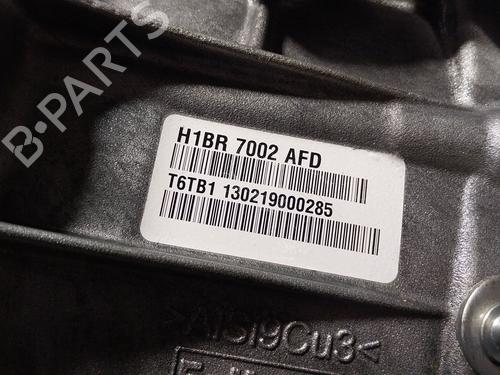 B-PARTS
H1BR 7002 AFD
T6TB1 130219000285
>AlSi9Cu3<